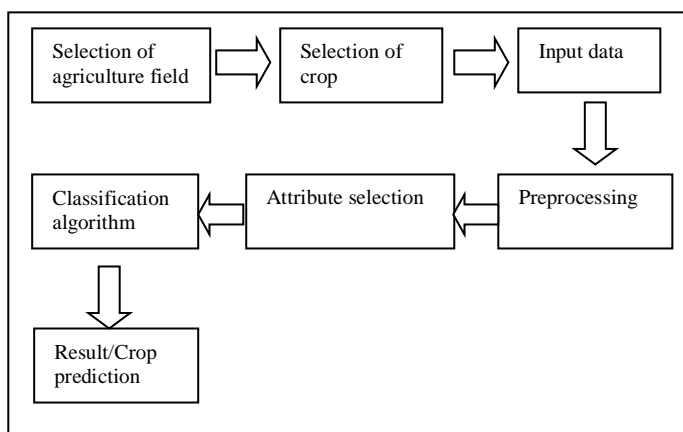 Selection of
agriculture field
Selection of
crop
Input data
Preprocessing
Attribute selection
Classification
algorithm
Result/Crop
prediction